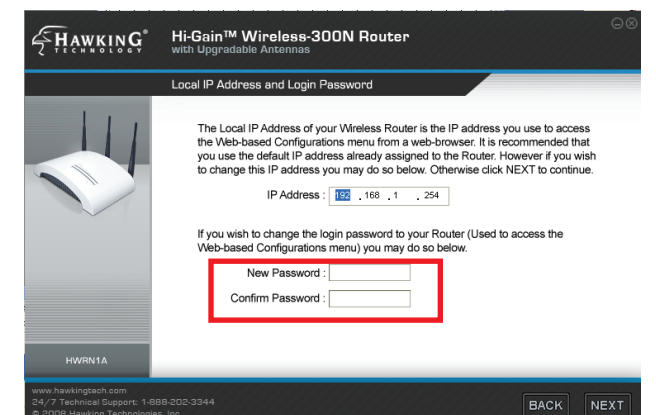 HAWKING®
TECHNOLOGY
Hi-Gain™ Wireless-300N Router
with Upgradable Antennas
Local IP Address and Login Password
The Local IP Address of your Wireless Router is the IP address you use to access
the Web-based Configurations menu from a web-browser. It is recommended that
you use the default IP address already assigned to the Router. However if you wish
to change this IP address you may do so below. Otherwise click NEXT to continue.
IP Address : 192 . 168 . 1 . 254
If you wish to change the login password to your Router (Used to access the
Web-based Configurations menu) you may do so below.
New Password :
Confirm Password :
HWRN1A
www.hawkingtech.com
24/7 Technical Support: 1-888-202-3344
© 2008 Hawking Technologies, Inc.
BACK NEXT